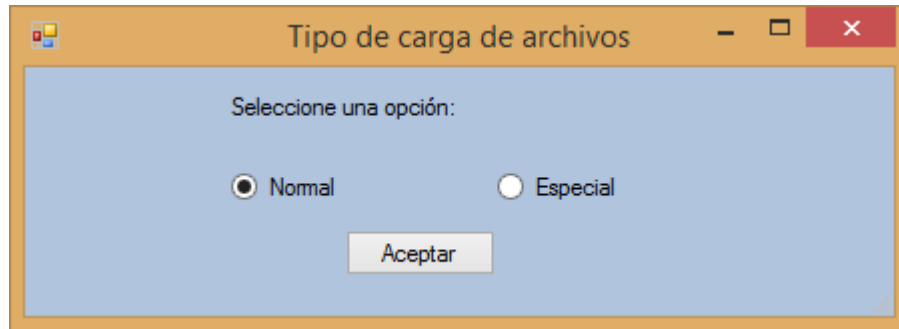 Tipo de carga de archivos
Seleccione una opción:
Normal
Especial
Aceptar